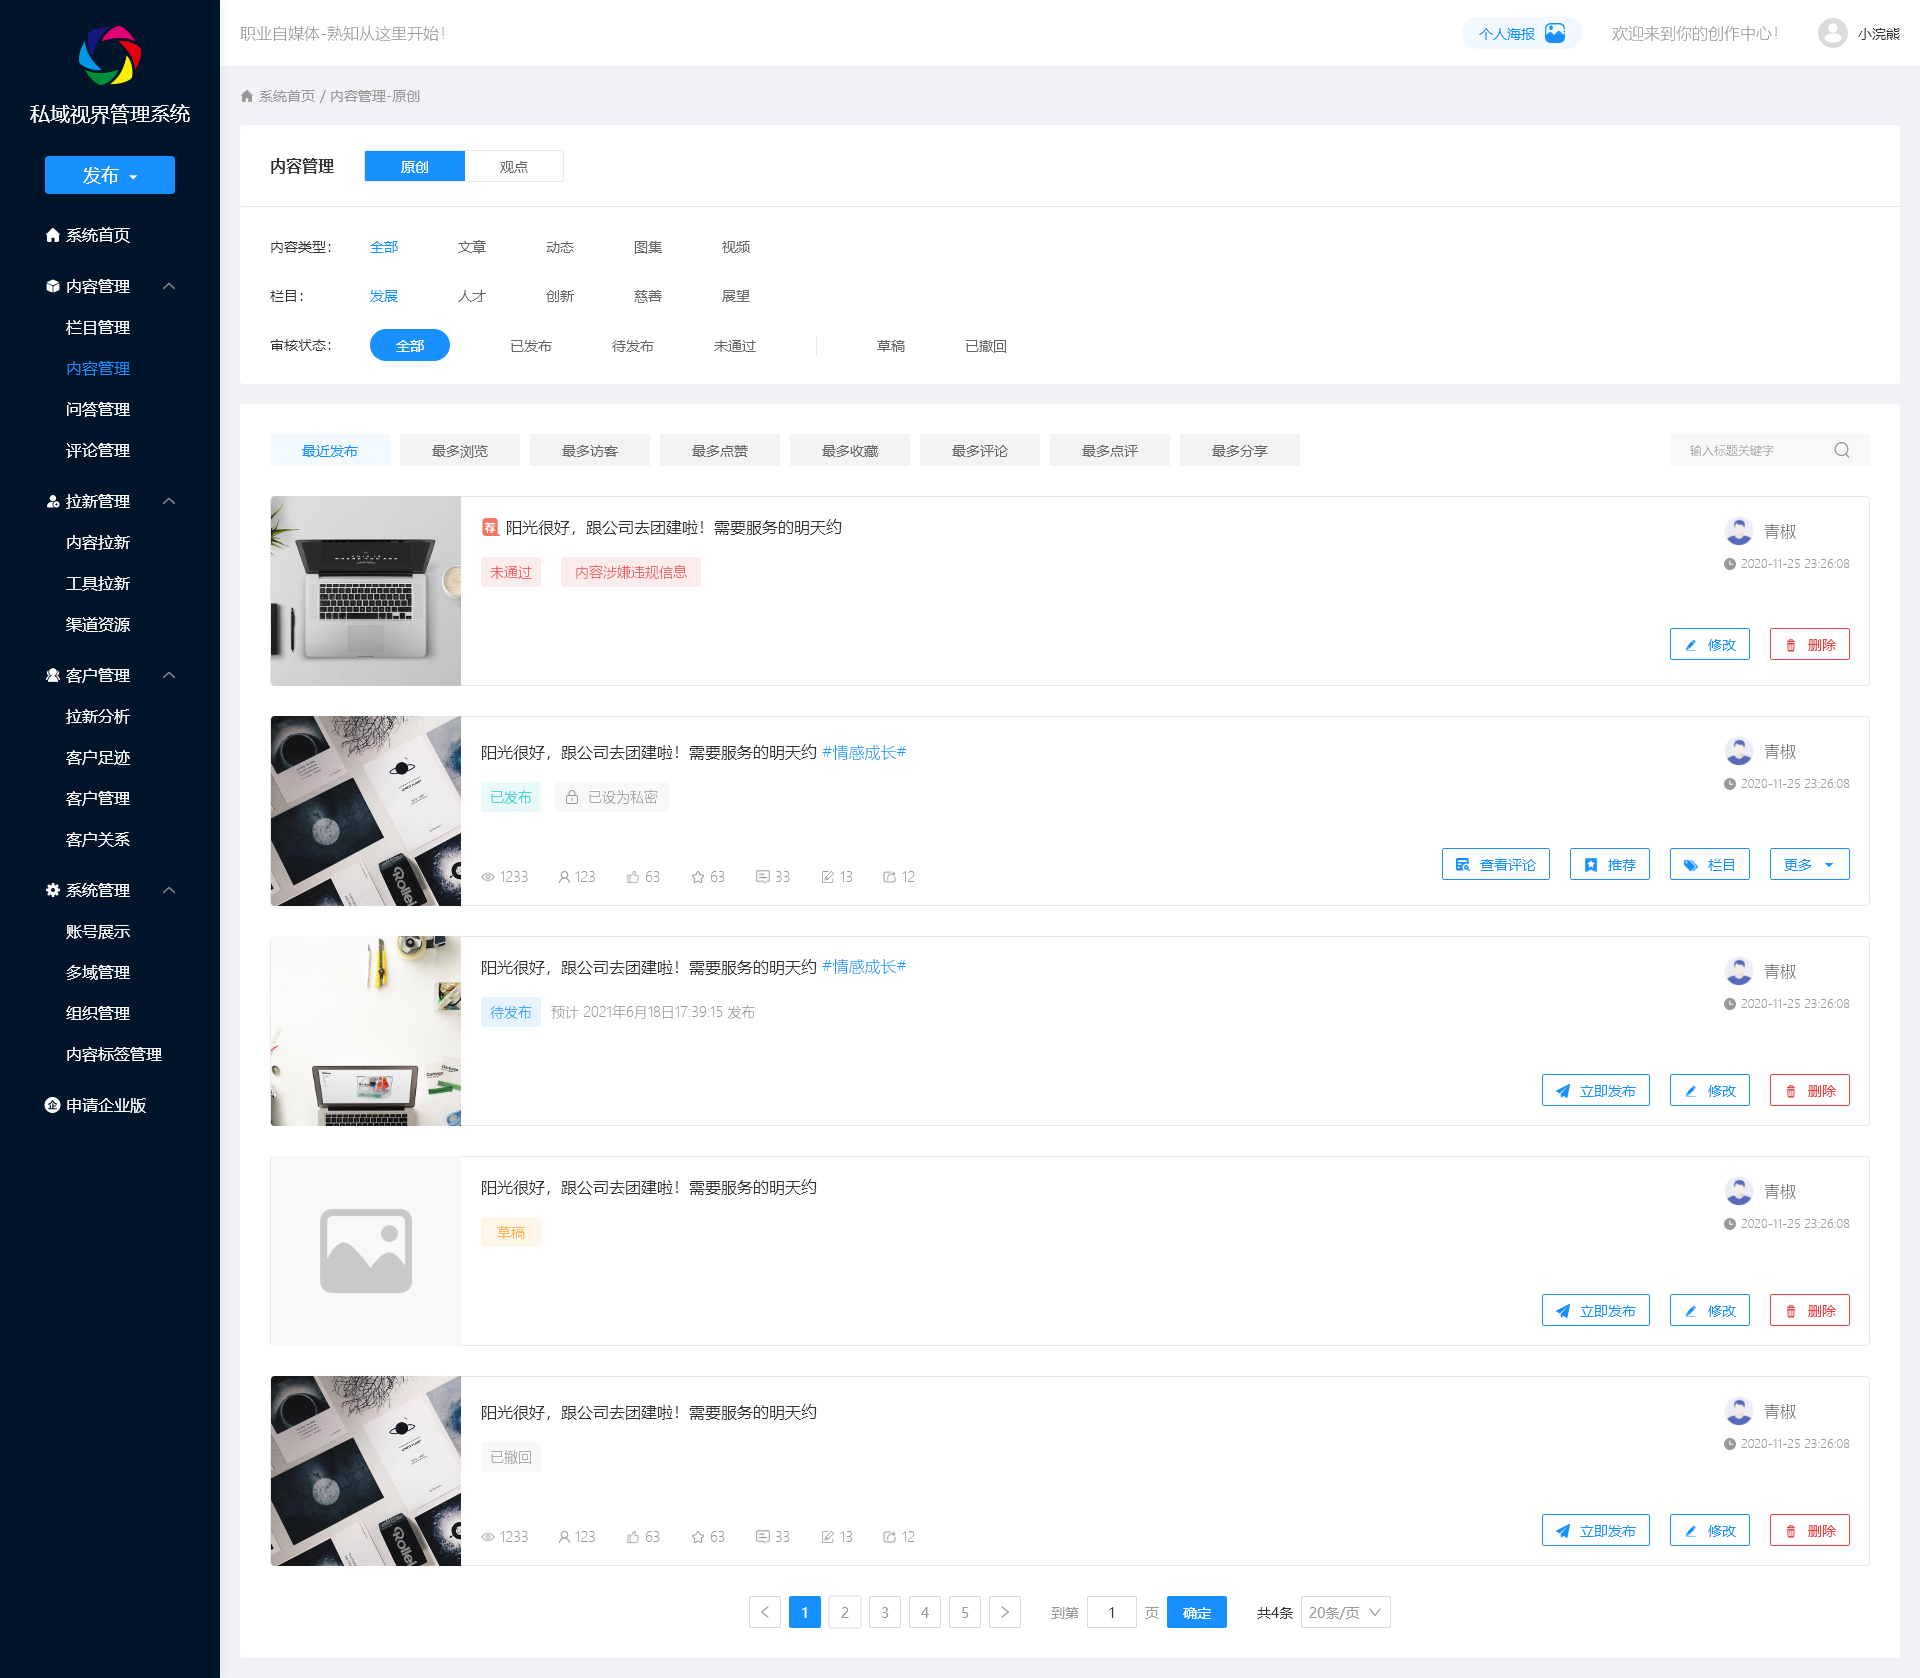 职业自媒体-熟知从这里开始！
个人海报
欢迎来到你的创作中心！
小浣熊
私域视界管理系统
发布
系统首页
内容管理
栏目管理
内容管理
问答管理
评论管理
拉新管理
内容拉新
工具拉新
渠道资源
客户管理
拉新分析
客户足迹
客户管理
客户关系
系统管理
账号展示
多域管理
组织管理
内容标签管理
企 申请企业版
系统首页 / 内容管理-原创
内容管理 原创 观点
内容类型： 全部 文章 动态 图集 视频
栏目： 发展 人才 创新 慈善 展望
审核状态： 全部 已发布 待发布 未通过 草稿 已撤回
最近发布 最多浏览 最多访客 最多点赞 最多收藏 最多评论 最多点评 最多分享 输入标题关键字
荐 阳光很好，跟公司去团建啦！需要服务的明天约
青椒
未通过 内容涉嫌违规信息
2020-11-25 23:26:08
修改 删除
阳光很好，跟公司去团建啦！需要服务的明天约 #情感成长#
青椒
已发布 已设为私密
2020-11-25 23:26:08
1233 123 63 63 33 13 12
查看评论 推荐 栏目 更多
Rollei
阳光很好，跟公司去团建啦！需要服务的明天约 #情感成长#
青椒
待发布 预计 2021年6月18日17:39:15 发布
2020-11-25 23:26:08
立即发布 修改 删除
阳光很好，跟公司去团建啦！需要服务的明天约
青椒
草稿
2020-11-25 23:26:08
立即发布 修改 删除
阳光很好，跟公司去团建啦！需要服务的明天约
青椒
已撤回
2020-11-25 23:26:08
1233 123 63 63 33 13 12
立即发布 修改 删除
Rollei
1 2 3 4 5 到第 1 页 确定 共4条 20条/页